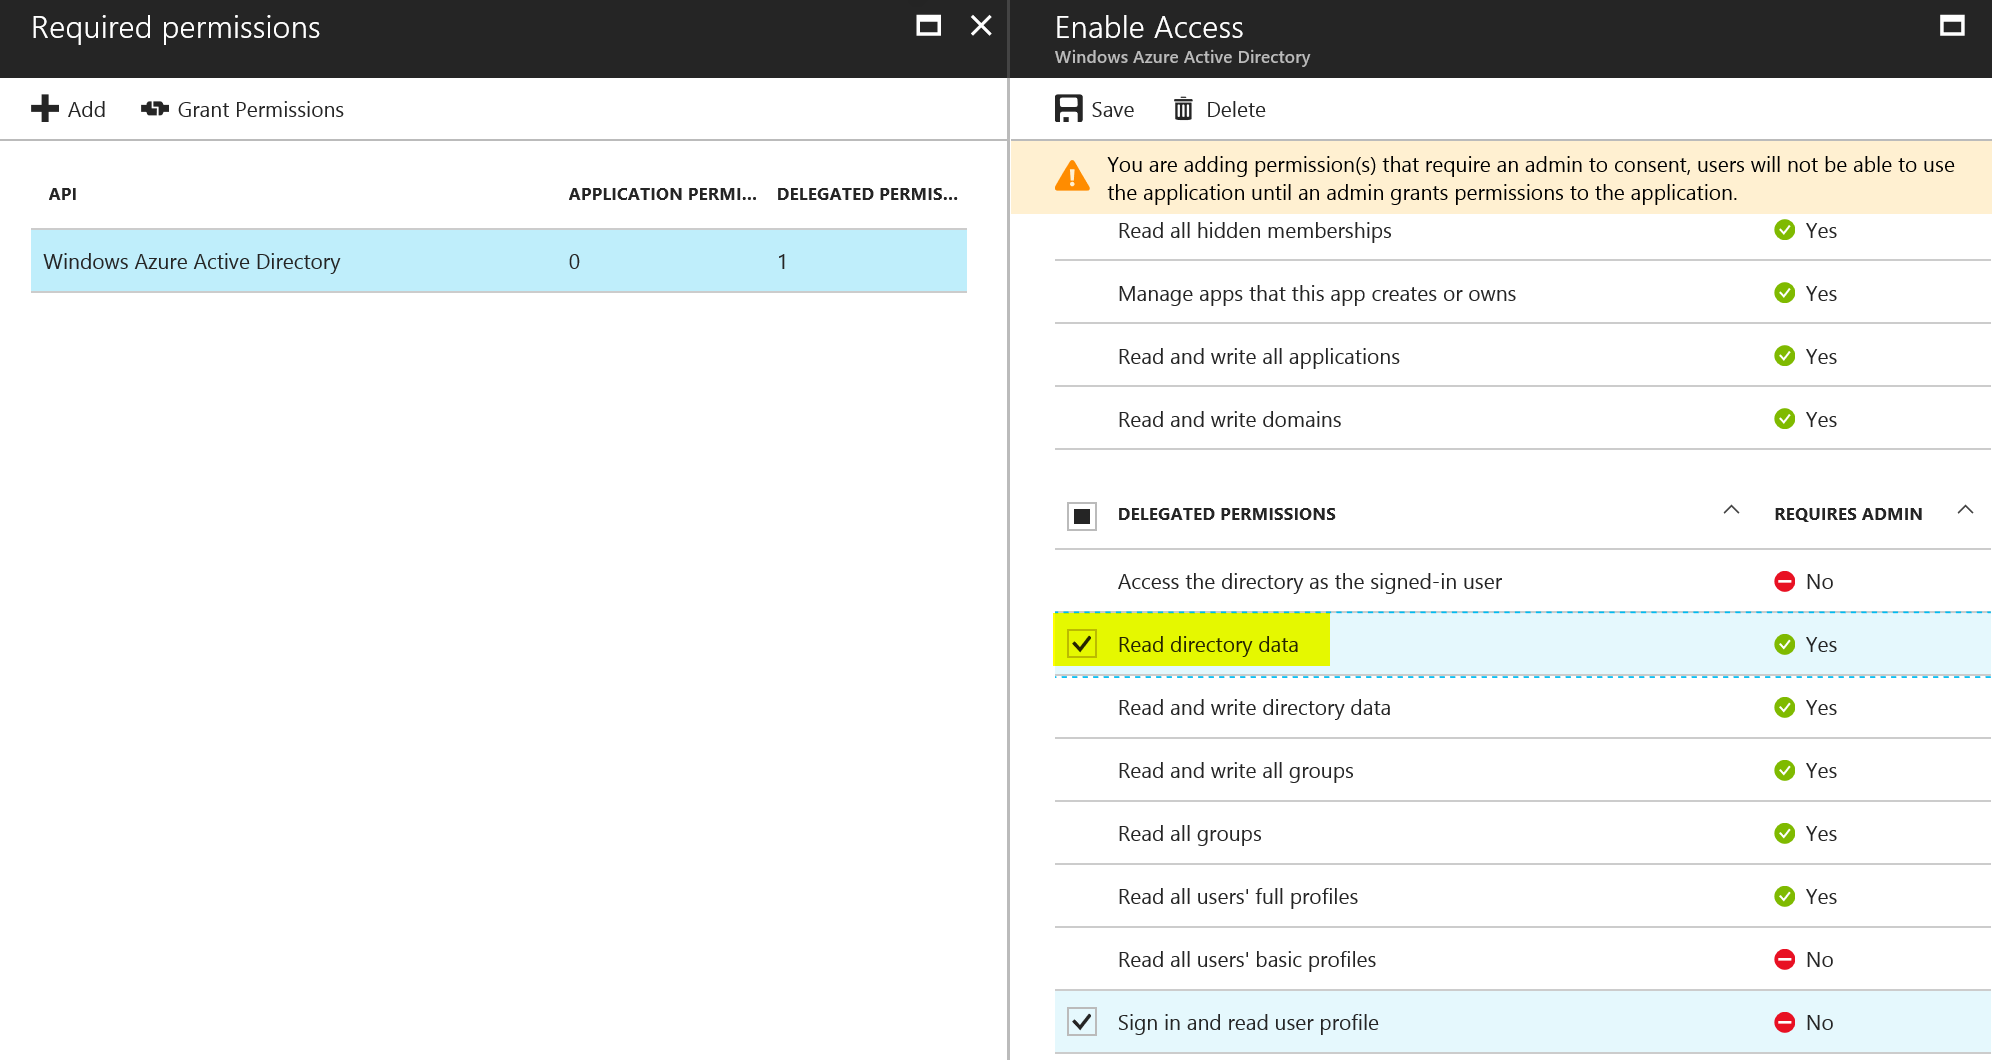 Required permissions
Add Grant Permissions
API APPLICATION PERMI... DELEGATED PERMIS...
Windows Azure Active Directory 0 1
Enable Access
Windows Azure Active Directory
Save Delete
You are adding permission(s) that require an admin to consent, users will not be able to use
the application until an admin grants permissions to the application.
Read all hidden memberships Yes
Manage apps that this app creates or owns Yes
Read and write all applications Yes
Read and write domains Yes
DELEGATED PERMISSIONS REQUIRES ADMIN
Access the directory as the signed-in user No
Read directory data Yes
Read and write directory data Yes
Read and write all groups Yes
Read all groups Yes
Read all users' full profiles Yes
Read all users' basic profiles No
Sign in and read user profile No